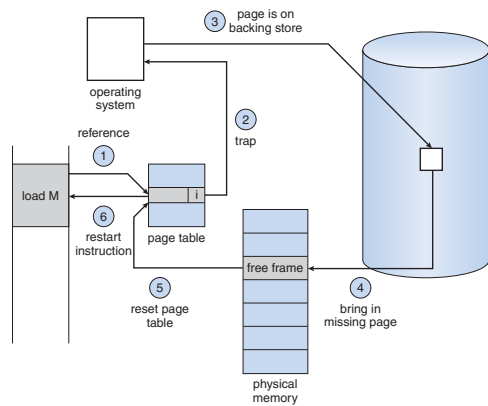 3
page is on
backing store
operating
system
2
trap
reference
1
load M
i
6
restart
instruction
page table
free frame
5
reset page
table
4
bring in
missing page
physical
memory